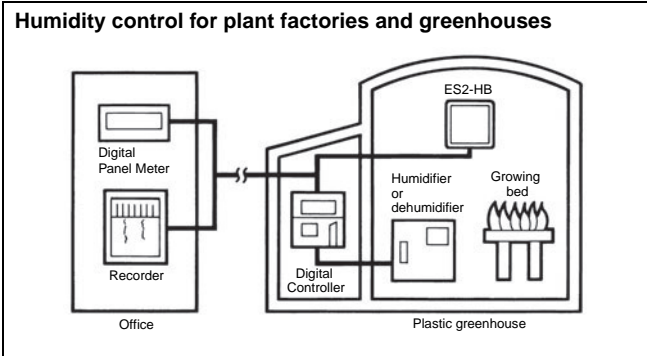 Humidity control for plant factories and greenhouses
ES2-HB
Digital
Panel Meter
Humidifier
or
dehumidifier
Growing
bed
Recorder
Digital
Controller
Office
Plastic greenhouse